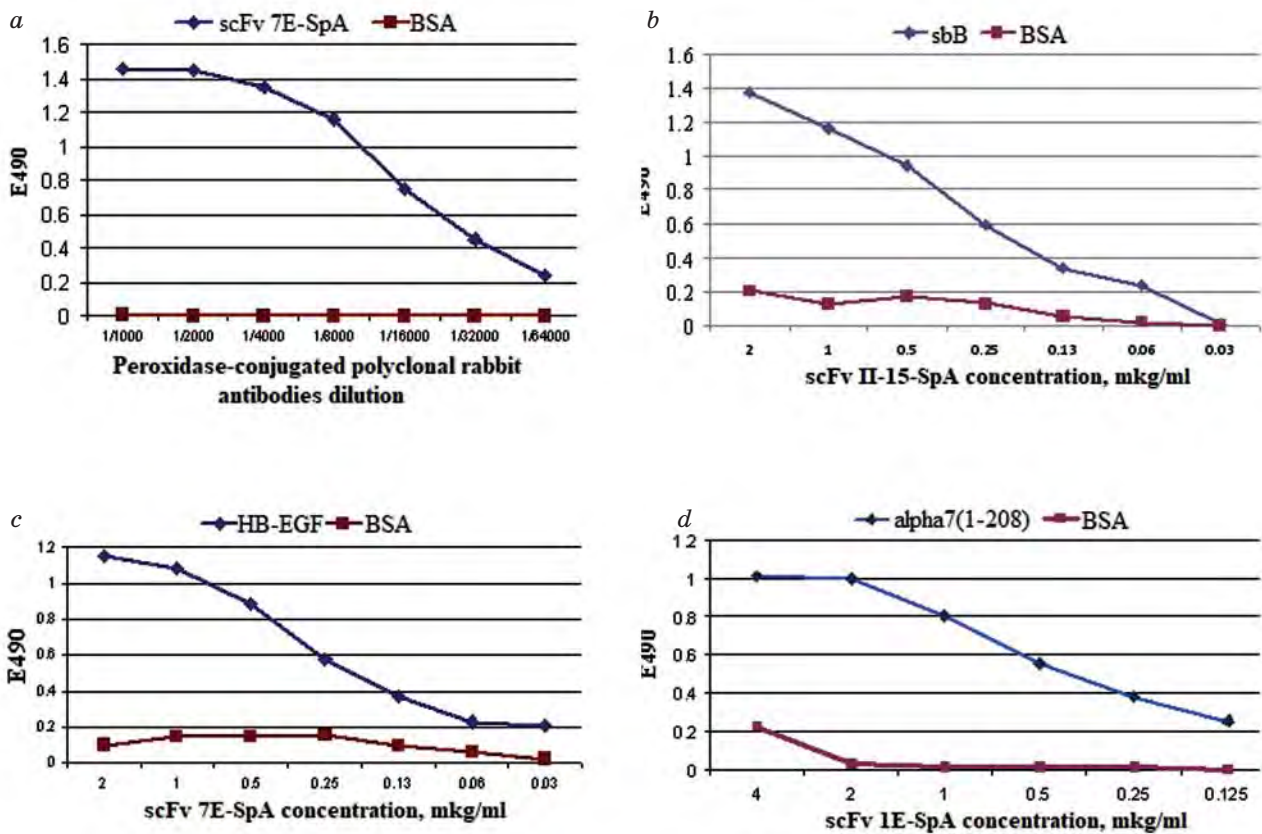 a
scFv 7E-SpA BSA
1.6
1.4
1.2
1
0.8
0.6
0.4
0.2
0
E490
1/1000 1/2000 1/4000 1/8000 1/16000 1/32000 1/64000
Peroxidase-conjugated polyclonal rabbit
antibodies dilution
b
sbB BSA
1.6
1.4
1.2
1
0.8
0.6
0.4
0.2
0
E490
2 1 0.5 0.25 0.13 0.06 0.03
scFv II-15-SpA concentration, mkg/ml
c
HB-EGF BSA
12
1
0.8
0.6
0.4
0.2
0
E490
2 1 0.5 0.25 0.13 0.06 0.03
scFv 7E-SpA concentration, mkg/ml
d
alpha7(1-208) BSA
12
1
0.8
0.6
0.4
0.2
0
E490
4 2 1 0.5 0.25 0.125
scFv 1E-SpA concentration, mkg/ml